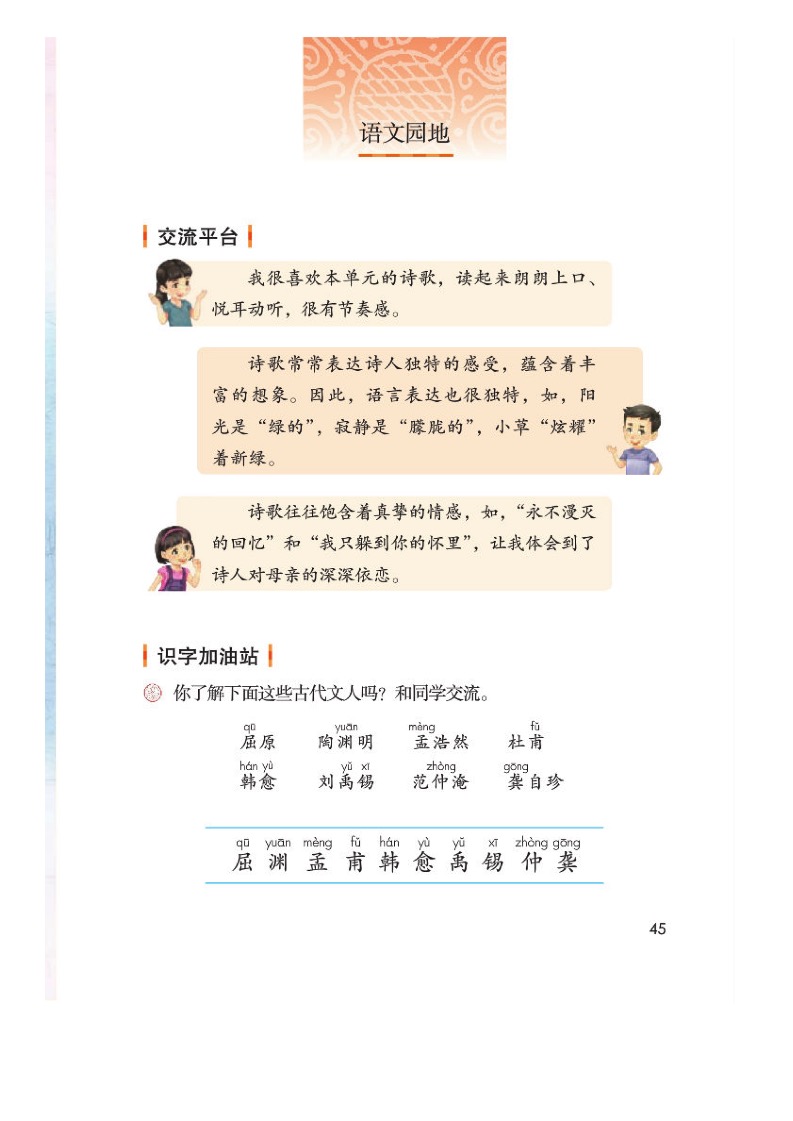 语文园地
交流平台
我很喜欢本单元的诗歌，读起来朗朗上口、
悦耳动听，很有节奏感。
诗歌常常表达诗人独特的感受，蕴含着丰
富的想象。因此，语言表达也很独特，如，阳
光是“绿的”，寂静是“朦胧的”，小草“炫耀”
着新绿。
诗歌往往饱含着真挚的情感，如，“永不漫灭
的回忆”和“我只躲到你的怀里”，让我体会到了
诗人对母亲的深深依恋。
识字加油站
你了解下面这些古代文人吗？和同学交流。
qū yuān mèng fǔ
屈原 陶渊明 孟浩然 杜甫
hán yù yǔ xī zhòng gōng
韩愈 刘禹锡 范仲淹 龚自珍
qū yuān mèng fǔ hán yù yǔ xī zhòng gōng
屈 渊 孟 甫 韩 愈 禹 锡 仲 龚
45